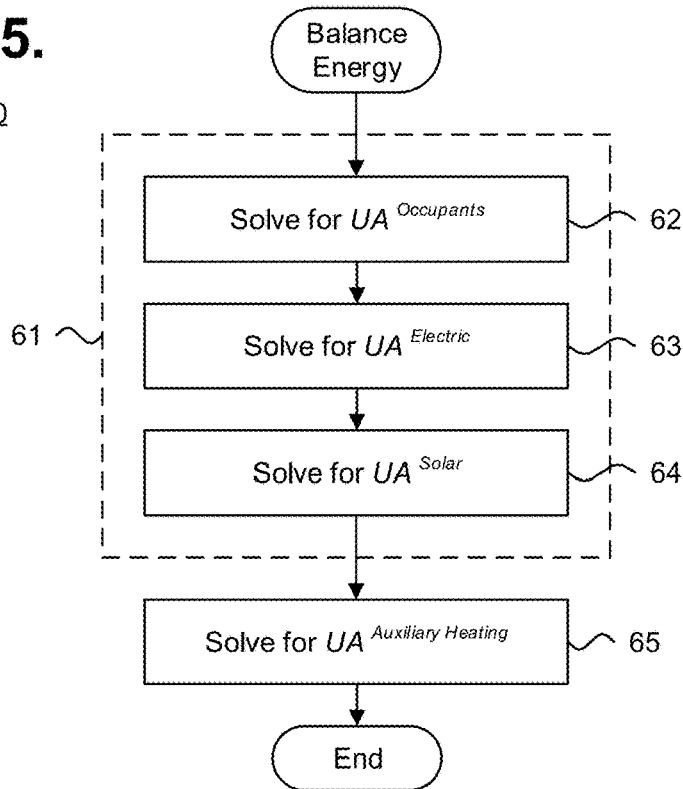 5.
Balance
Energy
Solve for UA Occupants
62
61
Solve for UA Electric
63
Solve for UA Solar
64
Solve for UA Auxiliary Heating
65
End